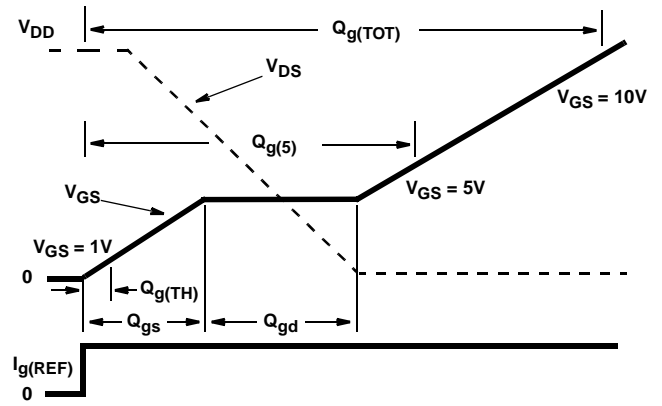 V_DD
Q_g(TOT)
V_DS
V_GS = 10V
Q_g(5)
V_GS
V_GS = 5V
V_GS = 1V
0
Q_g(TH)
Q_gs
Q_gd
I_g(REF)
0